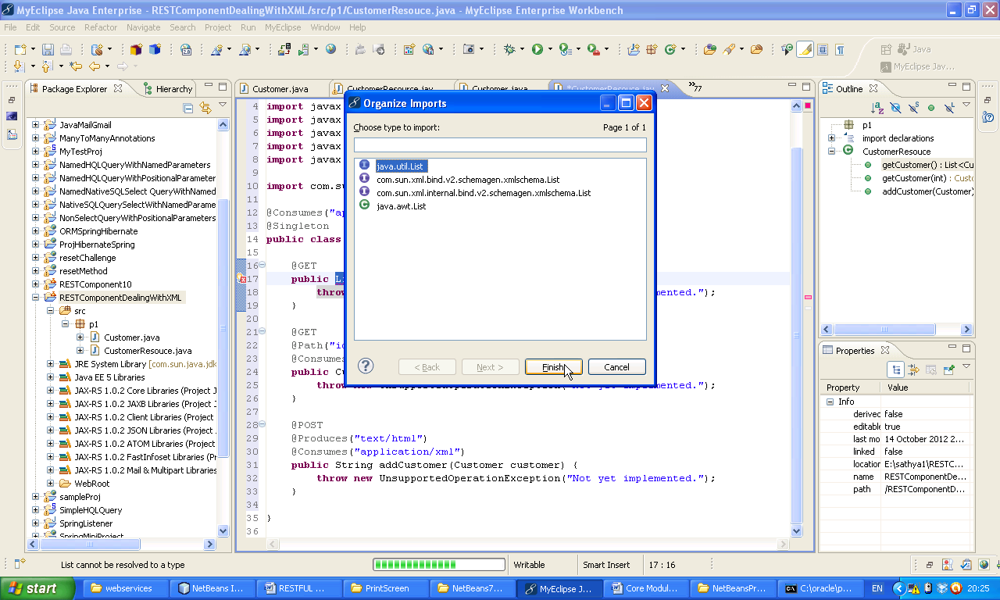 MyEclipse Java Enterprise - RESTComponentDealingWithXML/src/p1/CustomerResouce.java - MyEclipse Enterprise Workbench
File Edit Source Refactor Navigate Search Project Run MyEclipse Window Help
Java
MyEclipse Jav...
Package Explorer Hierarchy
JavaMailGmail
ManyToManyAnnotations
MyTestProj
NamedHQLQueryWithNamedParameters
NamedHQLQueryWithPositionalParameters
NamedNativeSQLSelect QueryWithNamed
NativeSQLQuerySelectWithNamedParame
NonSelectQueryWithPositionalParameters
ORMSpringHibernate
ProjHibernateSpring
resetChallenge
resetMethod
RESTComponent10
RESTComponentDealingWithXML
src
p1
Customer.java
CustomerResouce.java
JRE System Library [com.sun.java.jdk
Java EE 5 Libraries
JAX-RS 1.0.2 Core Libraries (Project J
JAX-RS 1.0.2 JAXB Libraries (Project
JAX-RS 1.0.2 Client Libraries (Project
JAX-RS 1.0.2 JSON Libraries (Project
JAX-RS 1.0.2 ATOM Libraries (Project
JAX-RS 1.0.2 FastInfoset Libraries (Pr
JAX-RS 1.0.2 Mail & Multipart Libraries
WebRoot
sampleProj
SimpleHQLQuery
SpringListener
SpringMiniProject
Customer.java CustomerResouce.jav Customer.java *CustomerResouce.java 77
4 import javax
5 import javax
6 import javax
7 import javax
8 import javax
9
10 import com.su
11
12 @Consumes("ap
13 @Singleton
14 public class
15
16 @GET
17 public Li
18 throw mented.");
19 }
20
21 @GET
22 @Path("id
23 @Consumes
24 public Cu
25 throw new UnsupportedOperationException("Not yet implemented.");
26 }
27
28 @POST
29 @Produces("text/html")
30 @Consumes("application/xml")
31 public String addCustomer(Customer customer) {
32 throw new UnsupportedOperationException("Not yet implemented.");
33 }
34
35 }
36
Organize Imports
Choose type to import: Page 1 of 1
java.util.List
com.sun.xml.bind.v2.schemagen.xmlschema.List
com.sun.xml.internal.bind.v2.schemagen.xmlschema.List
java.awt.List
< Back Next > Finish Cancel
Outline
p1
import declarations
CustomerResouce
getCustomer() : List<Cu
getCustomer(int) : Custo
addCustomer(Customer)
Properties
Property Value
Info
derived false
editable true
last mo 14 October 2012 2...
linked false
location E:\sathya1\RESTC...
name RESTComponentDe...
path /RESTComponentD...
List cannot be resolved to a type Writable Smart Insert 17 : 16
start webservices NetBeans I... RESTFUL ... PrintScreen NetBeans7... MyEclipse J... Core Modul... NetBeansPr... C:\oracle\p... EN 20:25